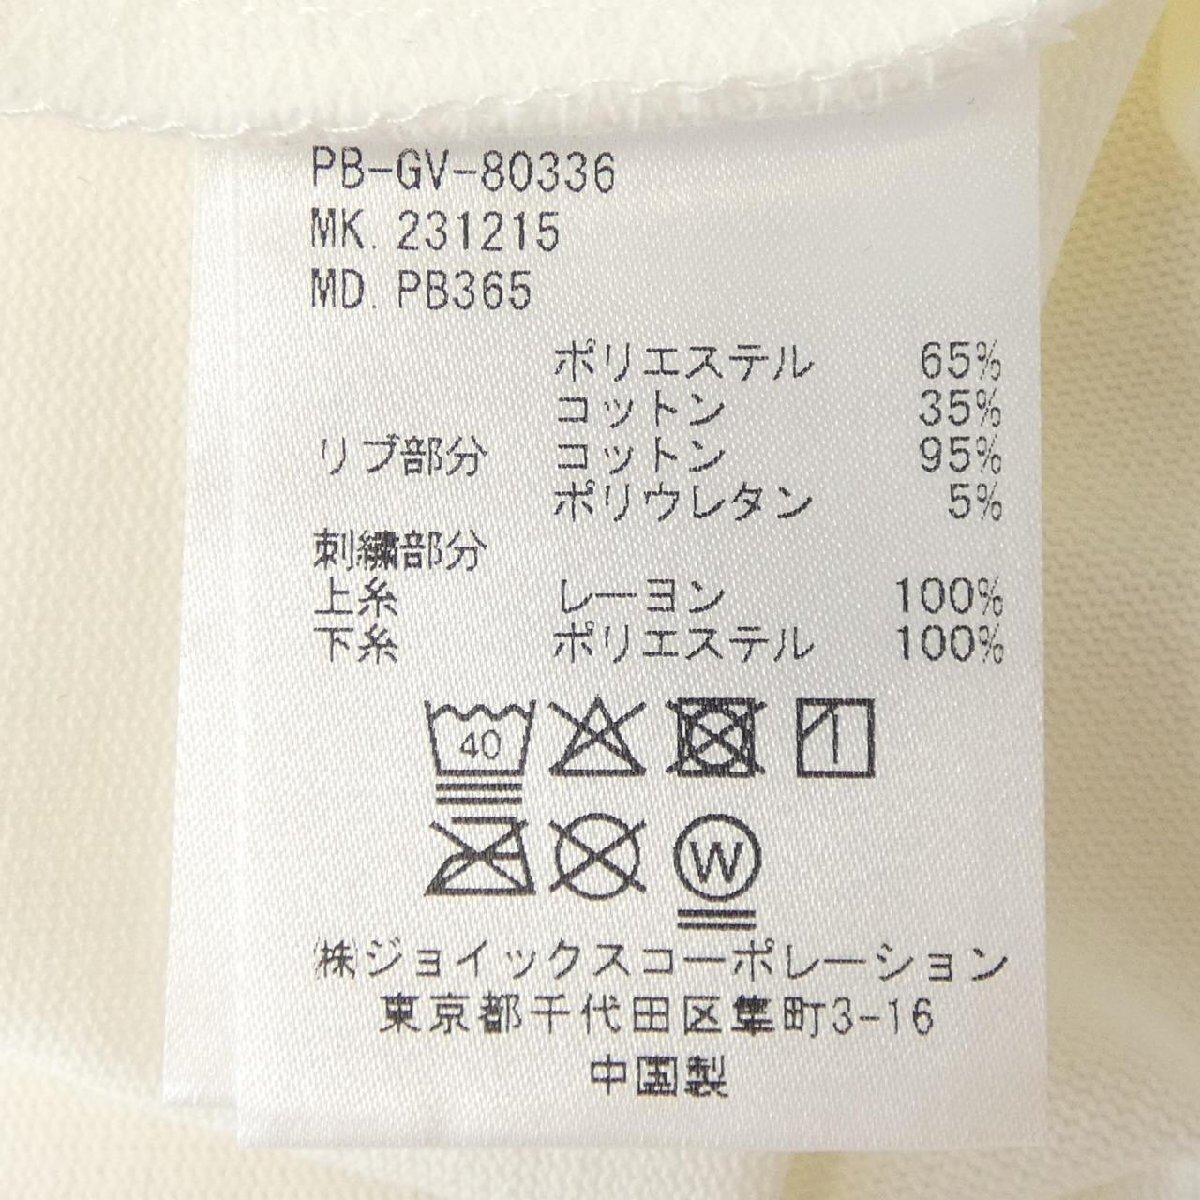 PB-GV-80336
MK. 231215
MD. PB365
ポリエステル 65%
コットン 35%
リブ部分 コットン 95%
ポリウレタン 5%
刺繍部分
上糸 レーヨン 100%
下糸 ポリエステル 100%
40
W
(株)ジョイックスコーポレーション
東京都千代田区隼町3-16
中国製